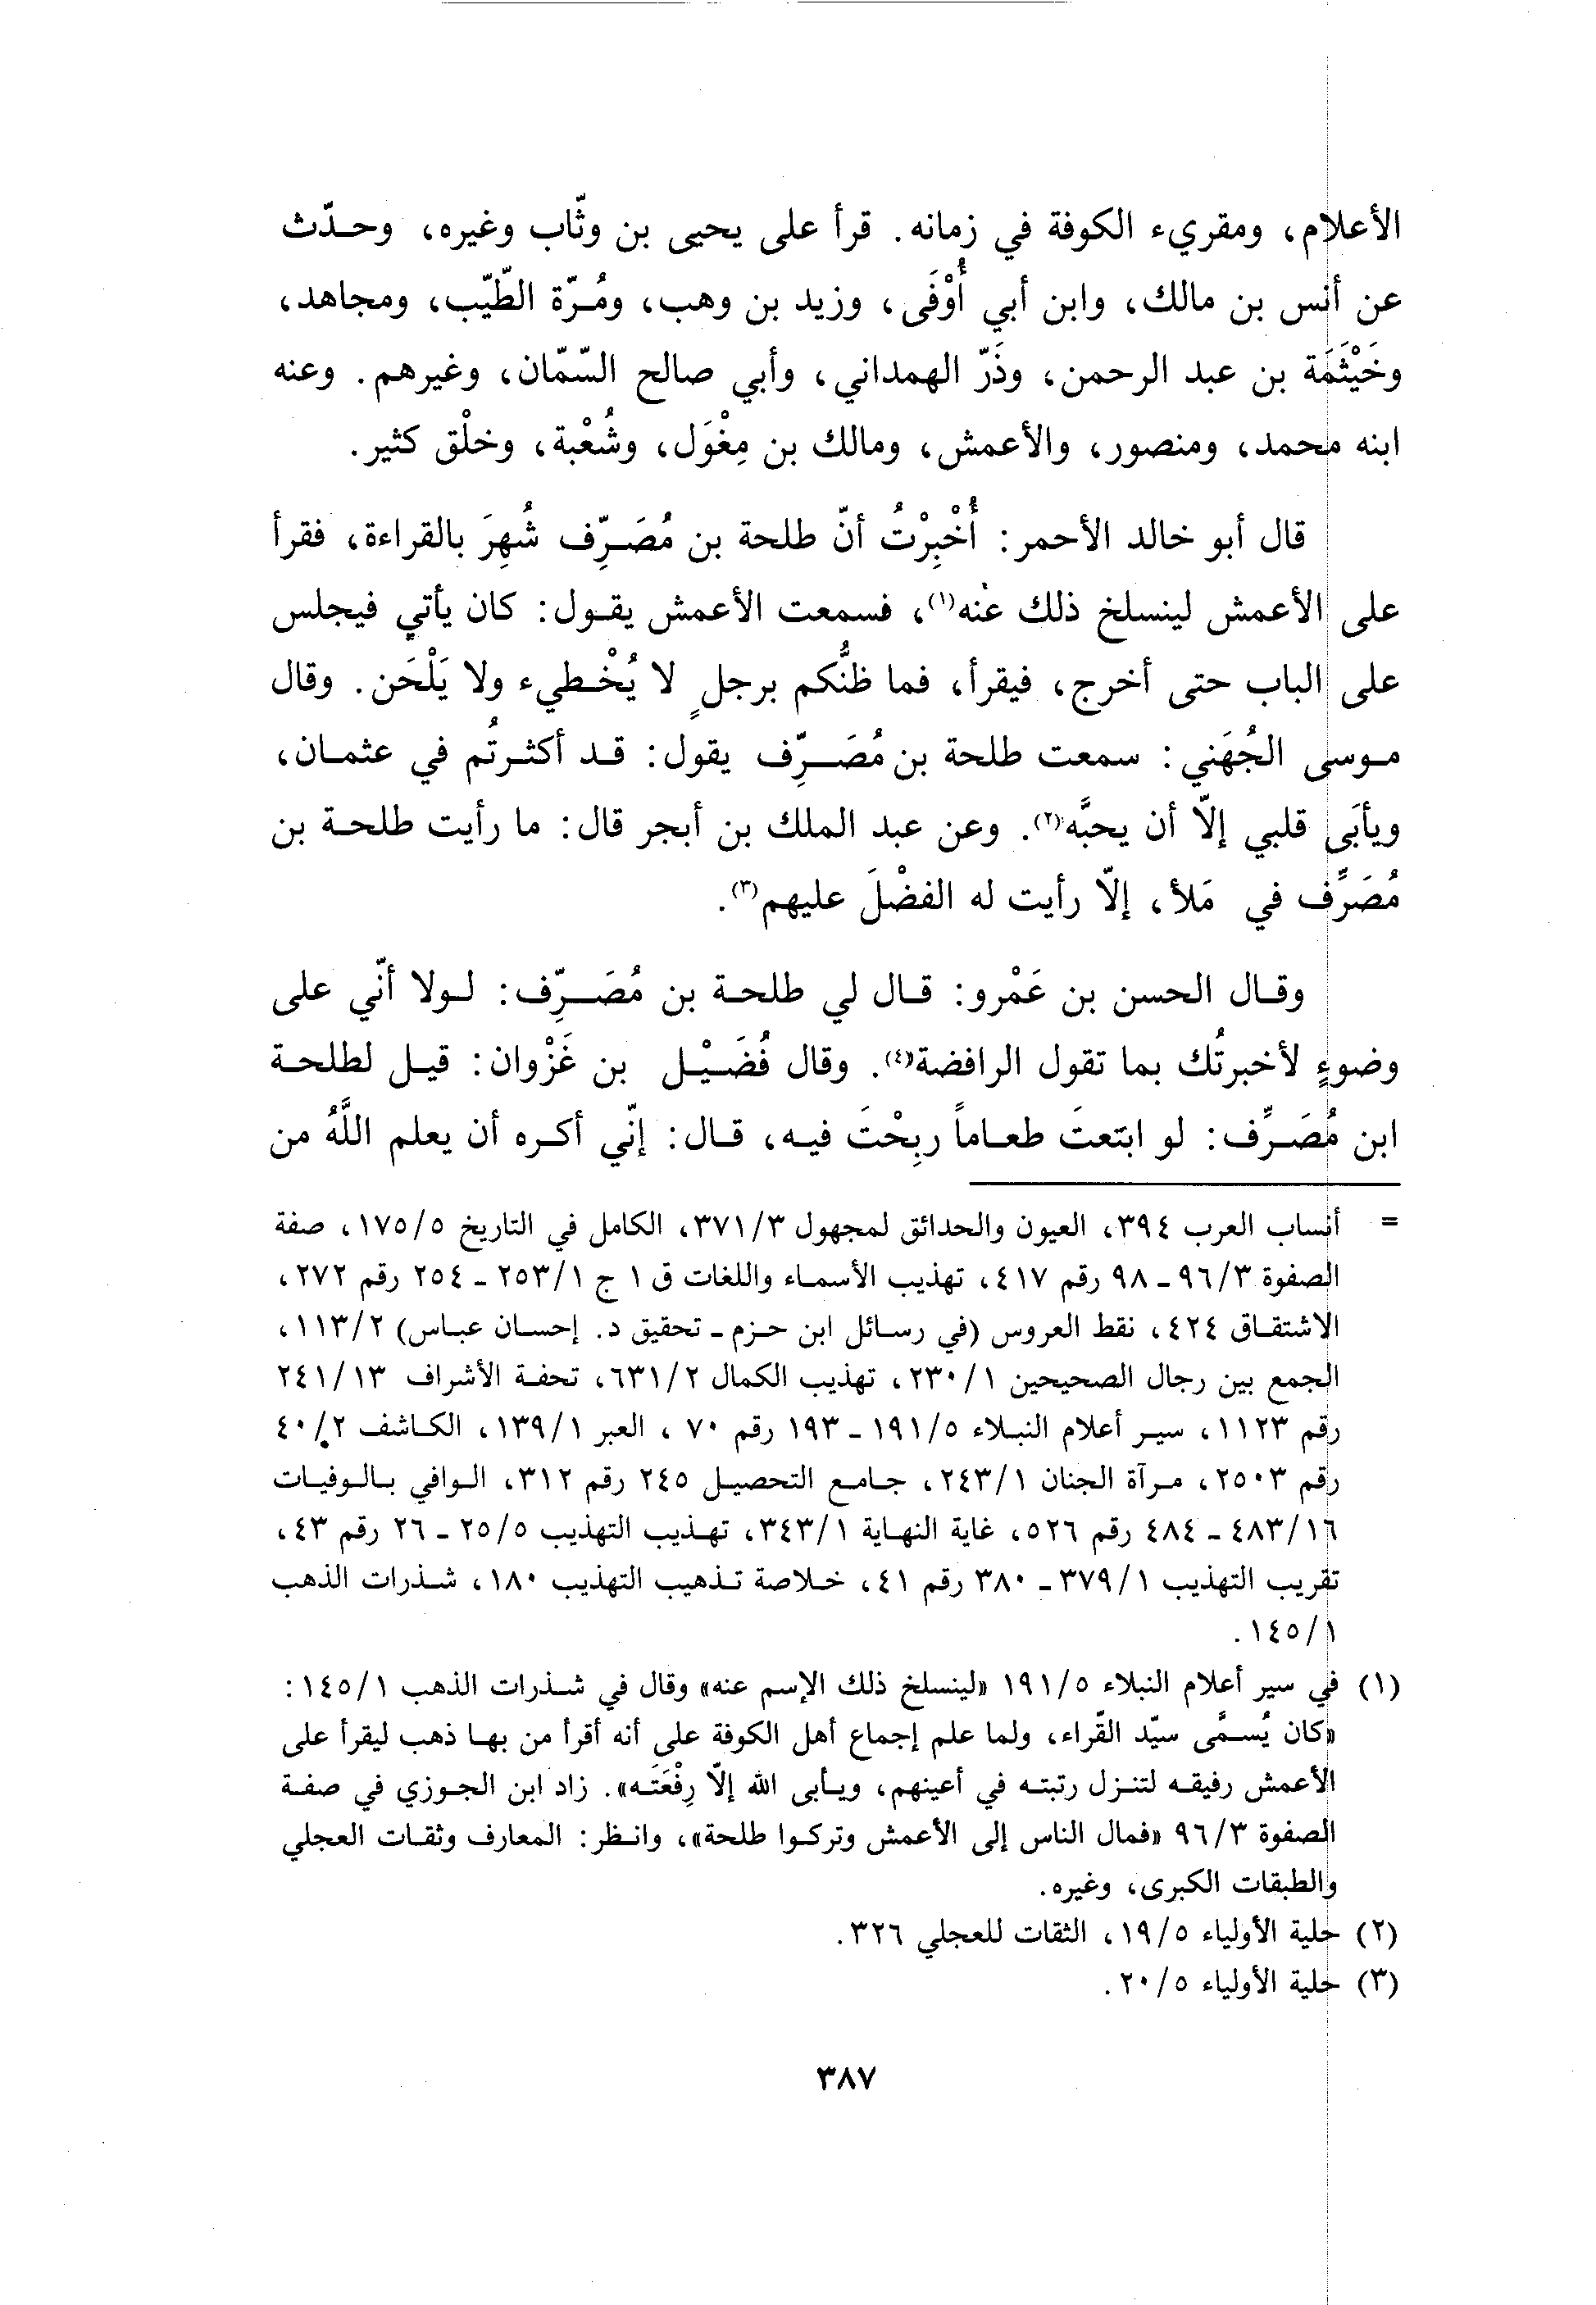 الأعلام، ومقريء الكوفة في زمانه. قرأ على يحيى بن وثّاب وغيره، وحدّث
عن أنس بن مالك، وابن أبي أُوْفَى، وزيد بن وهب، ومُرّة الطّيّب، ومجاهد،
وخَيْثَمَة بن عبد الرحمن، وذَرّ الهمداني، وأبي صالح السّمّان، وغيرهم. وعنه
ابنه محمد، ومنصور، والأعمش، ومالك بن مِغْوَل، وشُعْبة، وخلْق كثير.
قال أبو خالد الأحمر: أُخْبِرْتُ أنّ طلحة بن مُصَرِّف شُهِرَ بالقراءة، فقرأ
على الأعمش لينسلخ ذلك عنه(١)، فسمعت الأعمش يقول: كان يأتي فيجلس
على الباب حتى أخرج، فيقرأ، فما ظنُّكم برجلٍ لا يُخْطيء ولا يَلْحَن. وقال
موسى الجُهَني: سمعت طلحة بن مُصَرِّف يقول: قد أكثرتُم في عثمان،
ويأبَى قلبي إلاّ أن يحبَّه(٢). وعن عبد الملك بن أبجر قال: ما رأيت طلحة بن
مُصَرِّف في مَلأ، إلاّ رأيت له الفضْلَ عليهم(٣).
وقال الحسن بن عَمْرو: قال لي طلحة بن مُصَرِّف: لولا أنّي على
وضوءٍ لأخبرتُك بما تقول الرافضة(٤). وقال فُضَيْل بن غَزْوان: قيل لطلحة
ابن مُصَرِّف: لو ابتعتَ طعاماً ربِحْتَ فيه، قال: إنّي أكره أن يعلم اللَّهُ من
= أنساب العرب ٣٩٤، العيون والحدائق لمجهول ٣٧١/٣، الكامل في التاريخ ١٧٥/٥، صفة
الصفوة ٩٦/٣ - ٩٨ رقم ٤١٧، تهذيب الأسماء واللغات ق ١ ج ٢٥٣/١ - ٢٥٤ رقم ٢٧٢،
الاشتقاق ٤٢٤، نقط العروس (في رسائل ابن حزم - تحقيق د. إحسان عباس) ١١٣/٢،
الجمع بين رجال الصحيحين ٢٣٠/١، تهذيب الكمال ٦٣١/٢، تحفة الأشراف ٢٤١/١٣
رقم ١١٢٣، سير أعلام النبلاء ١٩١/٥ - ١٩٣ رقم ٧٠، العبر ١٣٩/١، الكاشف ٤٠/٢
رقم ٢٥٠٣، مرآة الجنان ٢٤٣/١، جامع التحصيل ٢٤٥ رقم ٣١٢، الوافي بالوفيات
٤٨٣/١٦ - ٤٨٤ رقم ٥٢٦، غاية النهاية ٣٤٣/١، تهذيب التهذيب ٢٥/٥ - ٢٦ رقم ٤٣،
تقريب التهذيب ٣٧٩/١ - ٣٨٠ رقم ٤١، خلاصة تذهيب التهذيب ١٨٠، شذرات الذهب
١٤٥/١.
(١) في سير أعلام النبلاء ١٩١/٥ «لينسلخ ذلك الإسم عنه» وقال في شذرات الذهب ١٤٥/١:
«كان يُسمَّى سيّد القّراء، ولما علم إجماع أهل الكوفة على أنه أقرأ من بها ذهب ليقرأ على
الأعمش رفيقه لتنزل رتبته في أعينهم، ويأبى الله إلاّ رِفْعَتَه». زاد ابن الجوزي في صفة
الصفوة ٩٦/٣ «فمال الناس إلى الأعمش وتركوا طلحة»، وانظر: المعارف وثقات العجلي
والطبقات الكبرى، وغيره.
(٢) حلية الأولياء ١٩/٥، الثقات للعجلي ٣٢٦.
(٣) حلية الأولياء ٢٠/٥.
٣٨٧